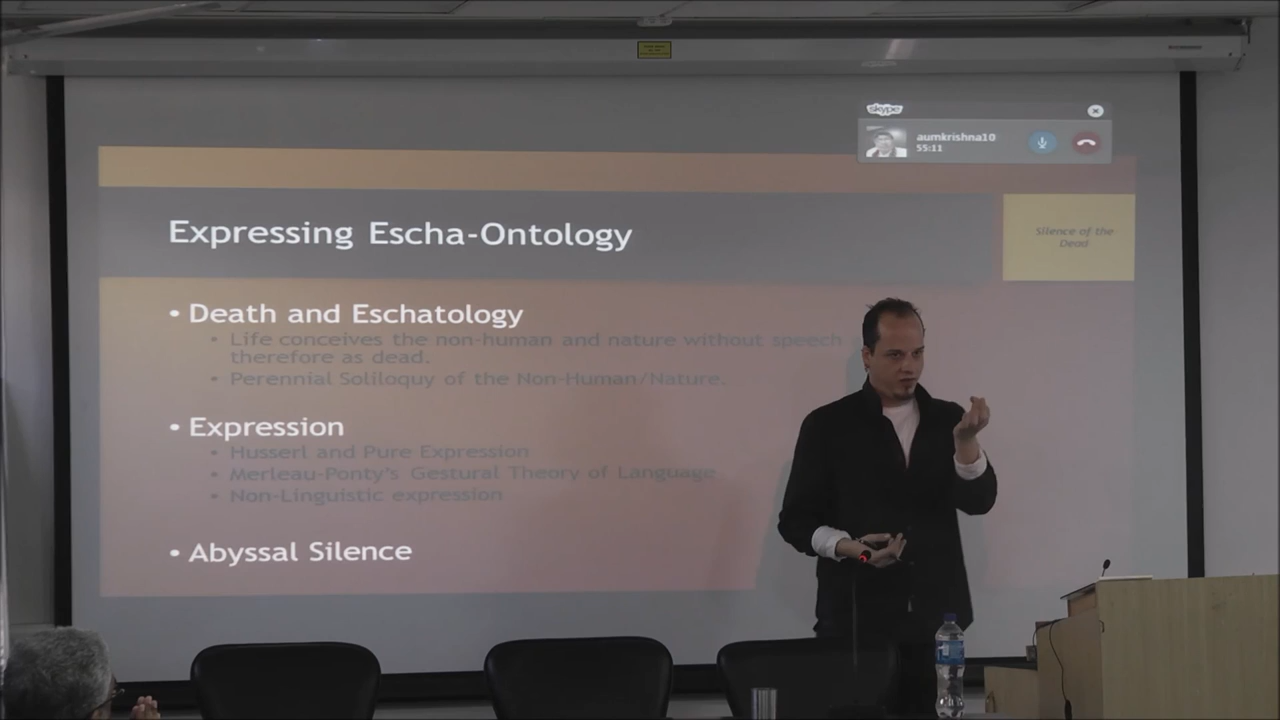 skype
aumkrishna10
55:11
Expressing Escha-Ontology
Silence of the
Dead
• Death and Eschatology
• Life conceives the non-human and nature without speech
therefore as dead.
• Perennial Soliloquy of the Non-Human/Nature.
• Expression
• Husserl and Pure Expression
• Merleau-Ponty's Gestural Theory of Language
• Non-Linguistic expression
• Abyssal Silence